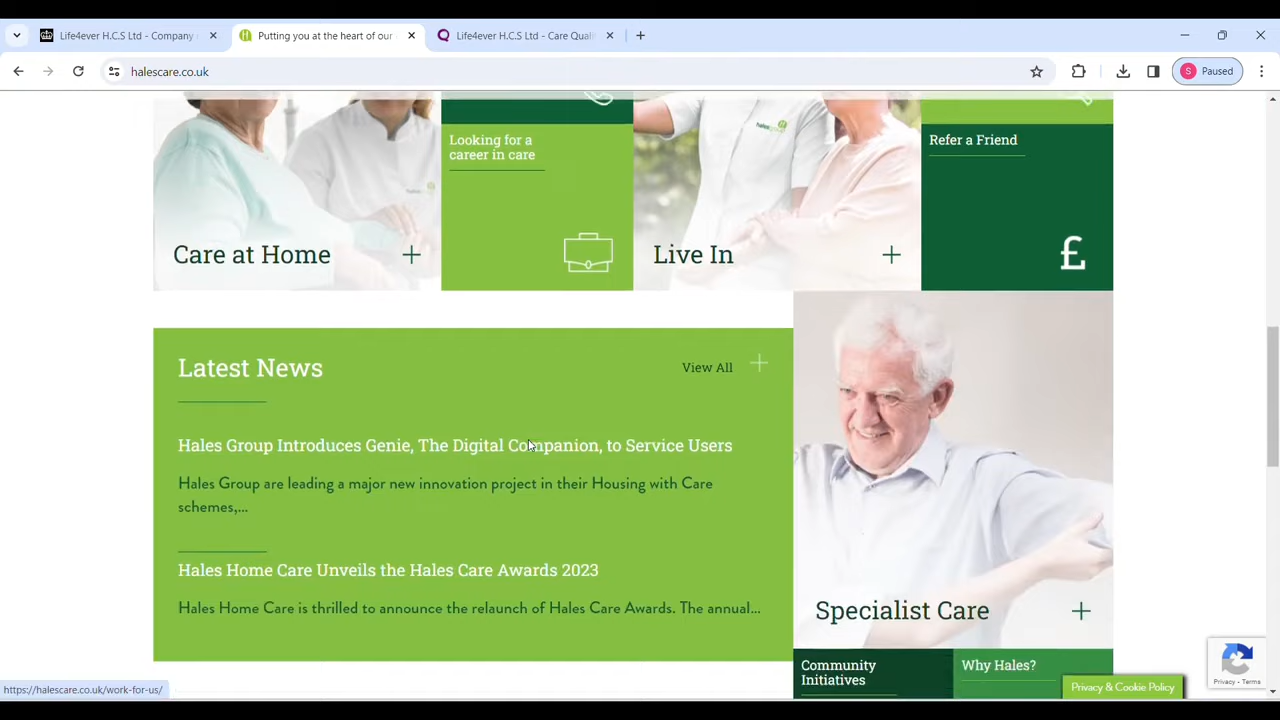 Life4ever H.C.S Ltd - Company
Putting you at the heart of our
Life4ever H.C.S Ltd - Care Quali
halescare.co.uk
S Paused
halesgroup
Looking for a
career in care
Refer a Friend
£
Care at Home
Live In
Latest News
View All
Hales Group Introduces Genie, The Digital Companion, to Service Users
Hales Group are leading a major new innovation project in their Housing with Care
schemes,...
Hales Home Care Unveils the Hales Care Awards 2023
Hales Home Care is thrilled to announce the relaunch of Hales Care Awards. The annual...
Specialist Care
Community
Initiatives
Why Hales?
Privacy - Terms
Privacy & Cookie Policy
https://halescare.co.uk/work-for-us/